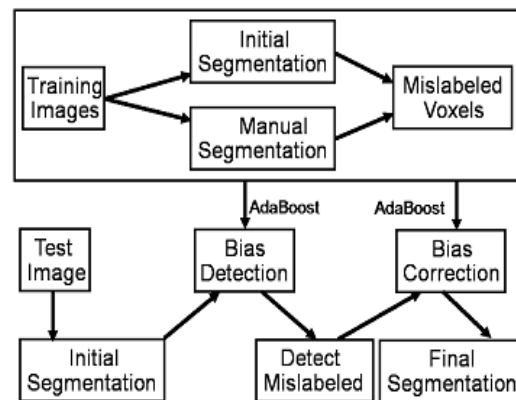 Initial
Segmentation
Training
Images
Mislabeled
Voxels
Manual
Segmentation
AdaBoost
AdaBoost
Test
Image
Bias
Detection
Bias
Correction
Initial
Segmentation
Detect
Mislabeled
Final
Segmentation